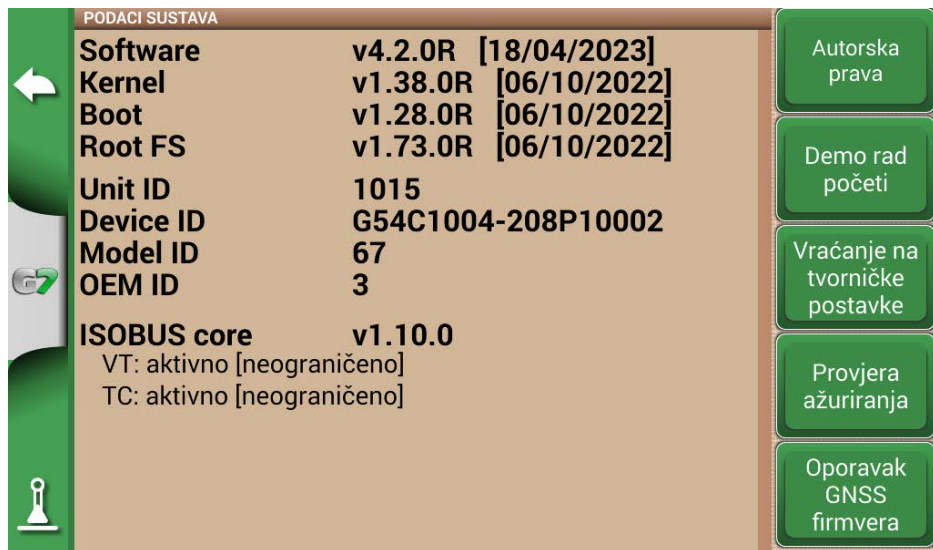 PODACI SUSTAVA
Software v4.2.0R [18/04/2023]
Kernel v1.38.0R [06/10/2022]
Boot v1.28.0R [06/10/2022]
Root FS v1.73.0R [06/10/2022]
Unit ID 1015
Device ID G54C1004-208P10002
Model ID 67
OEM ID 3
ISOBUS core v1.10.0
VT: aktivno [neograničeno]
TC: aktivno [neograničeno]
G7
Autorska
prava
Demo rad
početi
Vraćanje na
tvorničke
postavke
Provjera
ažuriranja
Oporavak
GNSS
firmvera